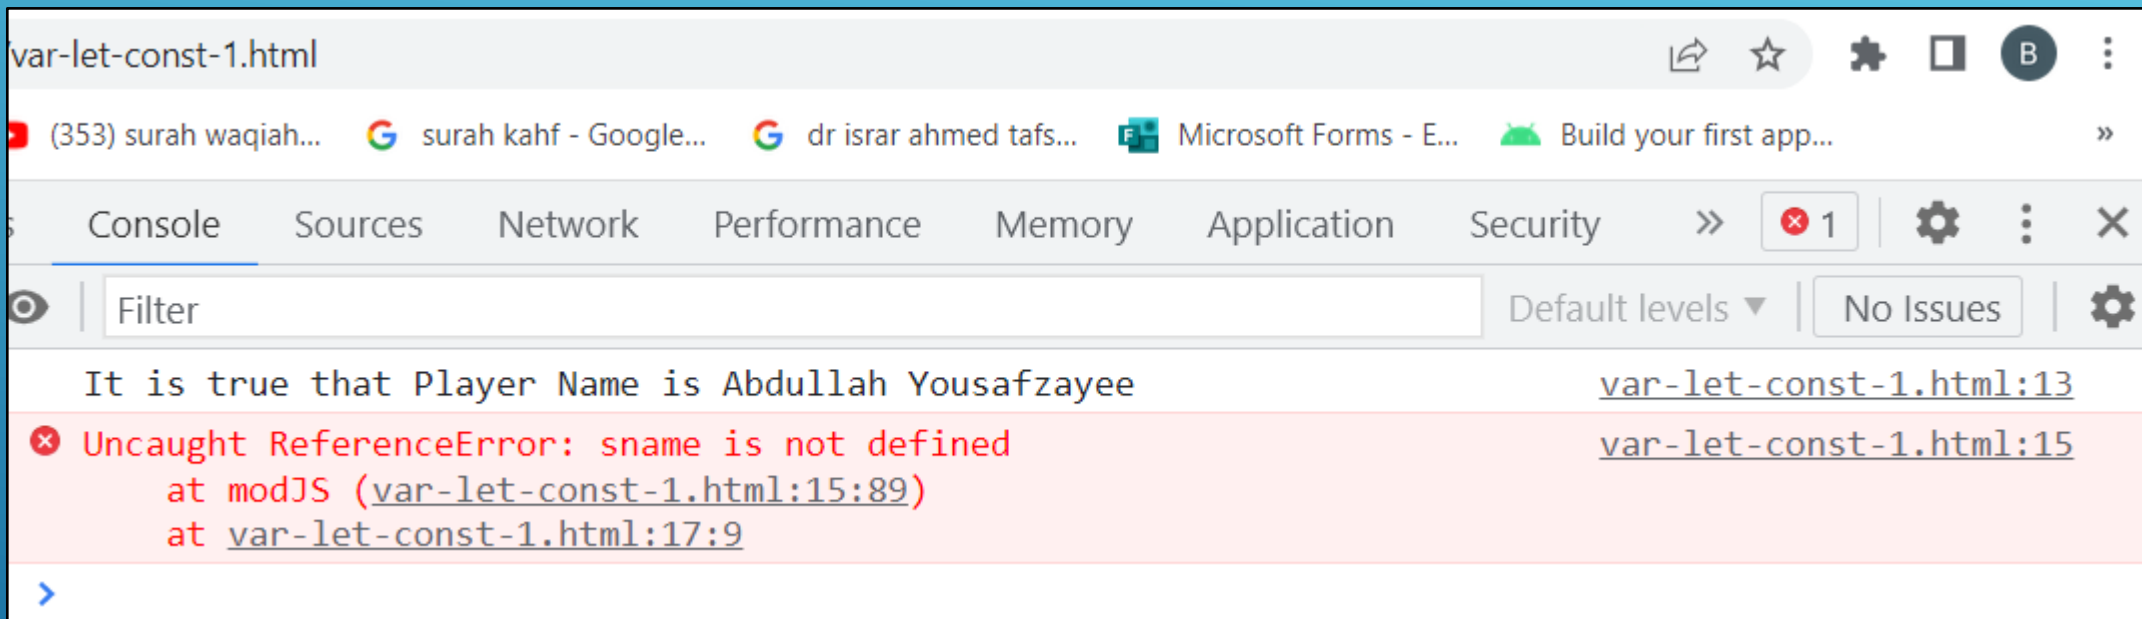 /var-let-const-1.html B
(353) surah waqiah... G surah kahf - Google... G dr israr ahmed tafs... F Microsoft Forms - E... Build your first app... »
Console Sources Network Performance Memory Application Security » 1
Filter Default levels ▼ No Issues
It is true that Player Name is Abdullah Yousafzayee var-let-const-1.html:13
Uncaught ReferenceError: sname is not defined var-let-const-1.html:15
at modJS (var-let-const-1.html:15:89)
at var-let-const-1.html:17:9